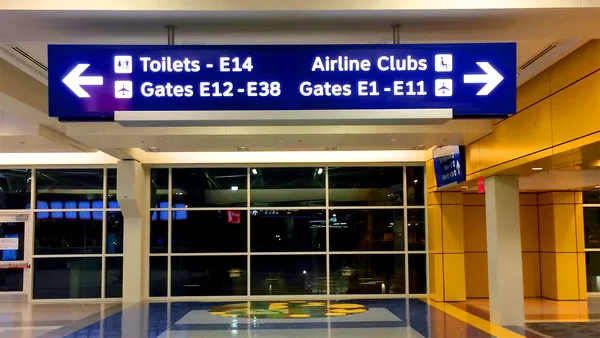 Toilets - E14
Gates E12 - E38
Airline Clubs
Gates E1 - E11